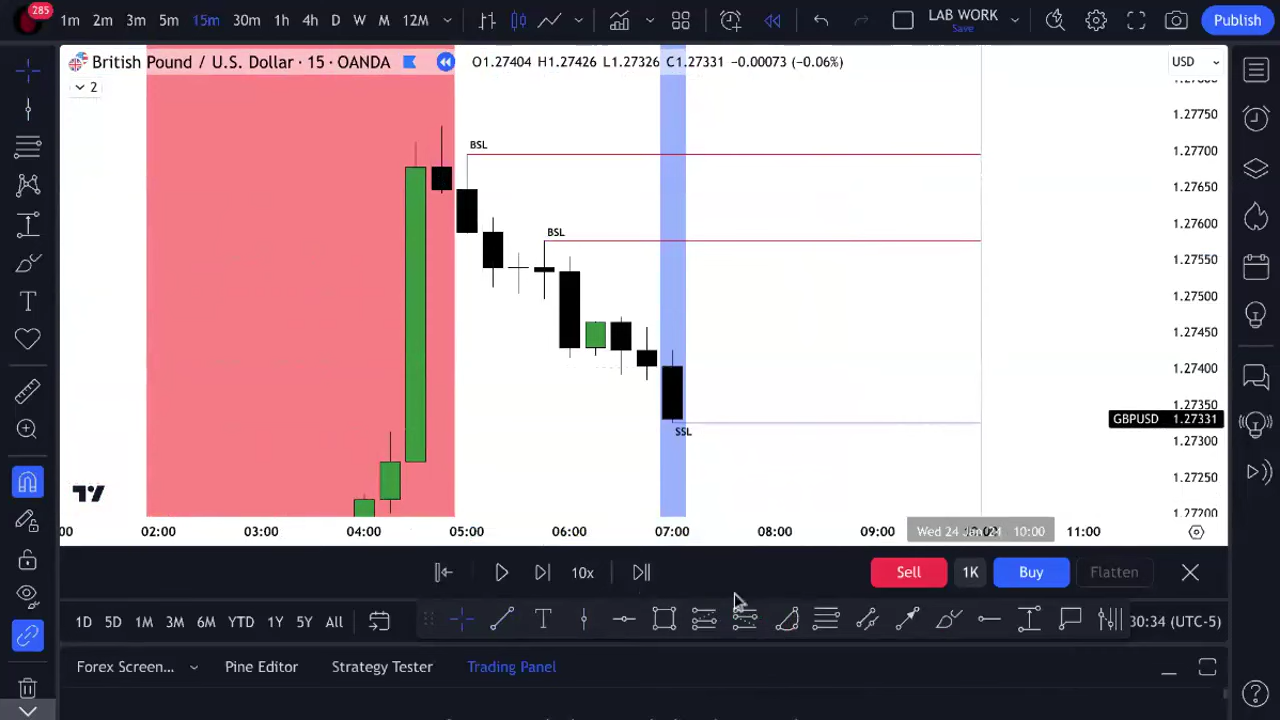 285
1m 2m 3m 5m 15m 30m 1h 4h D W M 12M
LAB WORK
Save
Publish
British Pound / U.S. Dollar · 15 · OANDA
O1.27404 H1.27426 L1.27326 C1.27331 −0.00073 (−0.06%)
USD
2
1.27750
BSL
1.27700
1.27650
1.27600
BSL
1.27550
1.27500
1.27450
1.27400
1.27350
GBPUSD 1.27331
SSL
1.27300
1.27250
1.27200
02:00 03:00 04:00 05:00 06:00 07:00 08:00 09:00 11:00
10x
Sell
1K
Buy
Flatten
1D 5D 1M 3M 6M YTD 1Y 5Y All
30:34 (UTC-5)
Forex Screen... Pine Editor Strategy Tester Trading Panel